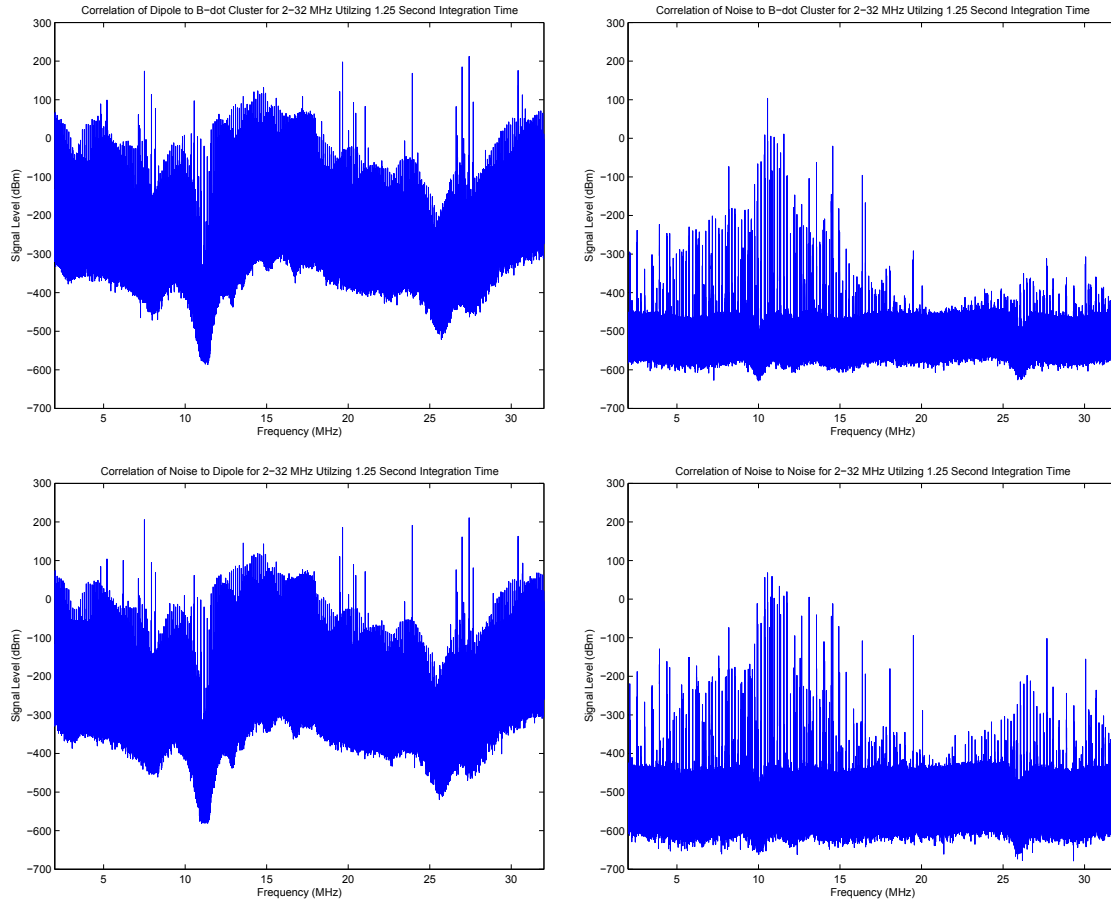 Correlation of Dipole to B−dot Cluster for 2−32 MHz Utilzing 1.25 Second Integration Time
300
200
100
0
−100
−200
−300
−400
−500
−600
−700
Signal Level (dBm)
5 10 15 20 25 30
Frequency (MHz)
Correlation of Noise to B−dot Cluster for 2−32 MHz Utilzing 1.25 Second Integration Time
300
200
100
0
−100
−200
−300
−400
−500
−600
−700
Signal Level (dBm)
5 10 15 20 25 30
Frequency (MHz)
Correlation of Noise to Dipole for 2−32 MHz Utilzing 1.25 Second Integration Time
300
200
100
0
−100
−200
−300
−400
−500
−600
−700
Signal Level (dBm)
5 10 15 20 25 30
Frequency (MHz)
Correlation of Noise to Noise for 2−32 MHz Utilzing 1.25 Second Integration Time
300
200
100
0
−100
−200
−300
−400
−500
−600
−700
Signal Level (dBm)
5 10 15 20 25 30
Frequency (MHz)